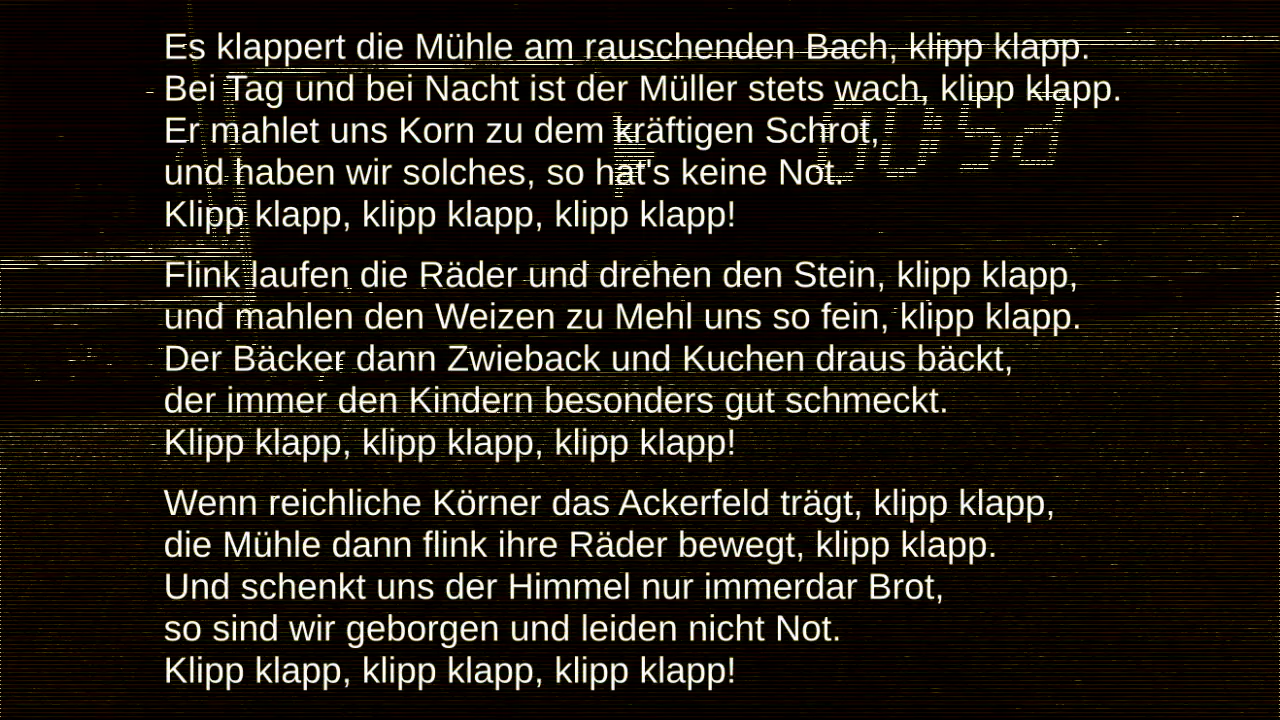 Es klappert die Mühle am rauschenden Bach, klipp klapp.
Bei Tag und bei Nacht ist der Müller stets wach, klipp klapp.
Er mahlet uns Korn zu dem kräftigen Schrot,
und haben wir solches, so hat's keine Not.
Klipp klapp, klipp klapp, klipp klapp!
Flink laufen die Räder und drehen den Stein, klipp klapp,
und mahlen den Weizen zu Mehl uns so fein, klipp klapp.
Der Bäcker dann Zwieback und Kuchen draus bäckt,
der immer den Kindern besonders gut schmeckt.
Klipp klapp, klipp klapp, klipp klapp!
Wenn reichliche Körner das Ackerfeld trägt, klipp klapp,
die Mühle dann flink ihre Räder bewegt, klipp klapp.
Und schenkt uns der Himmel nur immerdar Brot,
so sind wir geborgen und leiden nicht Not.
Klipp klapp, klipp klapp, klipp klapp!